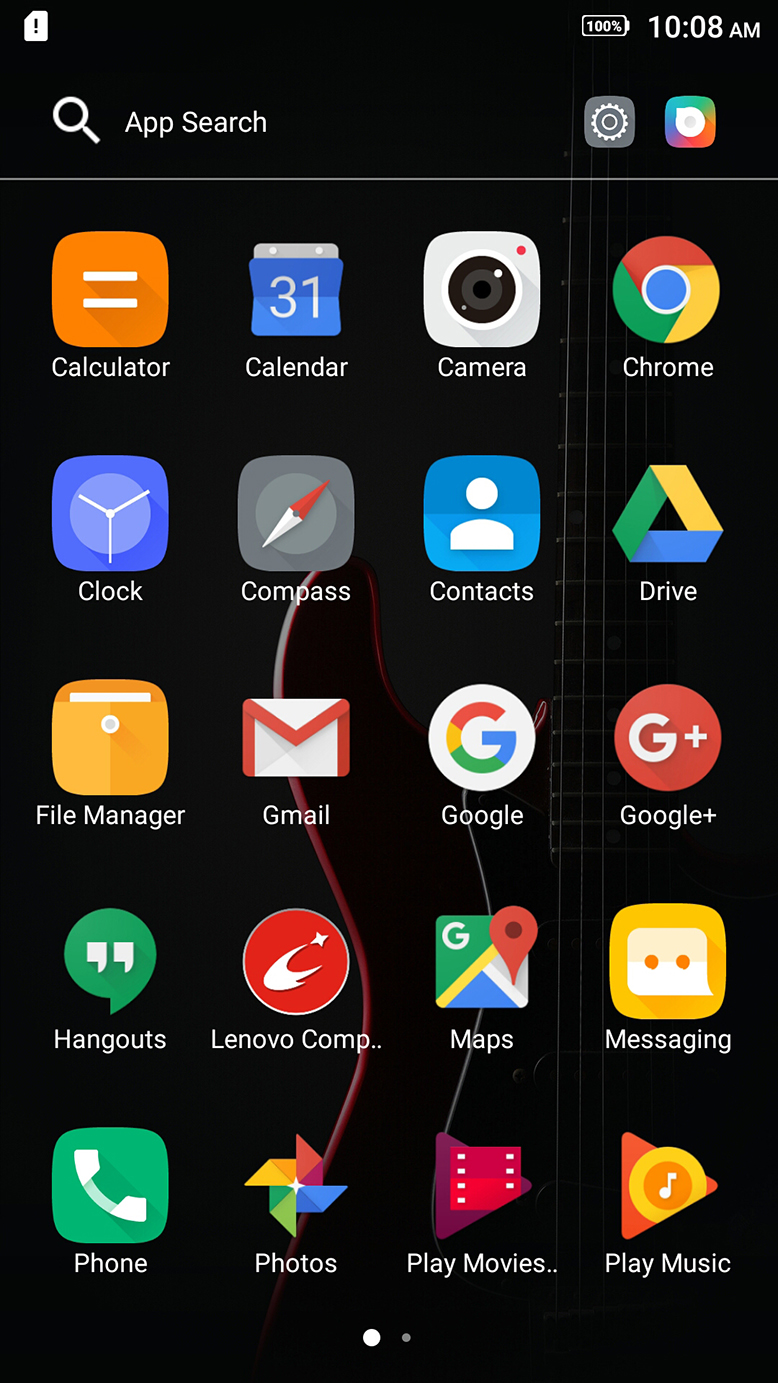 100% 10:08 AM
App Search
31
Calculator Calendar Camera Chrome
Clock Compass Contacts Drive
G G+
File Manager Gmail Google Google+
G
Hangouts Lenovo Comp.. Maps Messaging
Phone Photos Play Movies.. Play Music